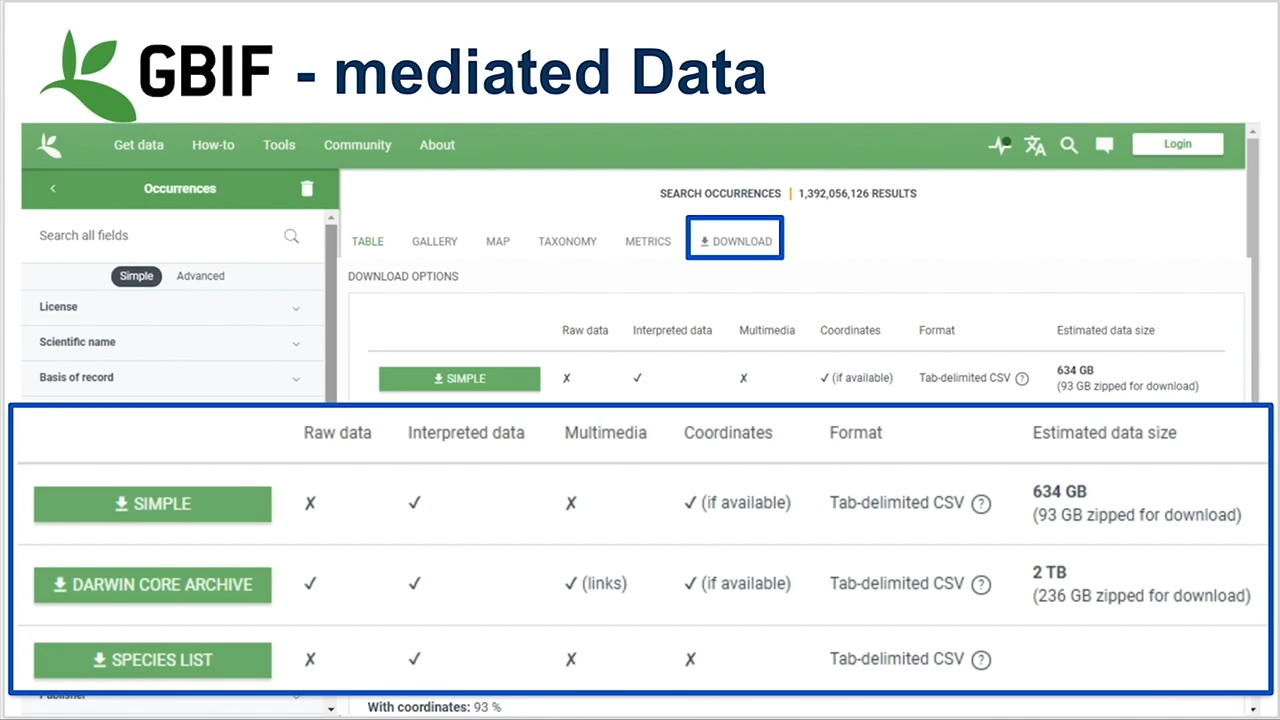 GBIF - mediated Data
Get data How-to Tools Community About Login
Occurrences
SEARCH OCCURRENCES | 1,392,056,126 RESULTS
Search all fields
TABLE GALLERY MAP TAXONOMY METRICS DOWNLOAD
Simple Advanced
DOWNLOAD OPTIONS
License
Scientific name
Basis of record
Raw data Interpreted data Multimedia Coordinates Format Estimated data size
SIMPLE ✗ ✓ ✗ ✓ (if available) Tab-delimited CSV ? 634 GB
(93 GB zipped for download)
Raw data Interpreted data Multimedia Coordinates Format Estimated data size
SIMPLE ✗ ✓ ✗ ✓ (if available) Tab-delimited CSV ? 634 GB
(93 GB zipped for download)
DARWIN CORE ARCHIVE ✓ ✓ ✓ (links) ✓ (if available) Tab-delimited CSV ? 2 TB
(236 GB zipped for download)
SPECIES LIST ✗ ✓ ✗ ✗ Tab-delimited CSV ?
Publisher
With coordinates: 93 %